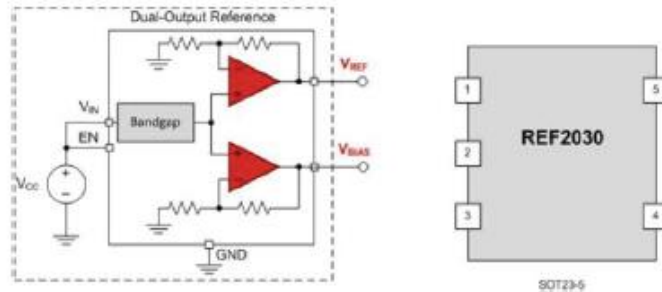 Dual-Output Reference
VREF
VIN
Bandgap
EN
VBIAS
VCC
GND
1
5
REF2030
2
3
4
SOT23-5